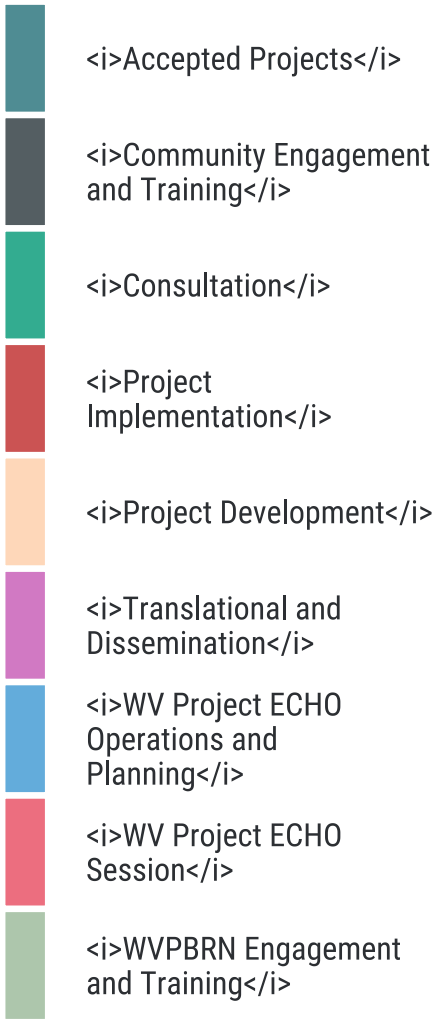 <i>Accepted Projects</i>
<i>Community Engagement
and Training</i>
<i>Consultation</i>
<i>Project
Implementation</i>
<i>Project Development</i>
<i>Translational and
Dissemination</i>
<i>WV Project ECHO
Operations and
Planning</i>
<i>WV Project ECHO
Session</i>
<i>WVPBRN Engagement
and Training</i>